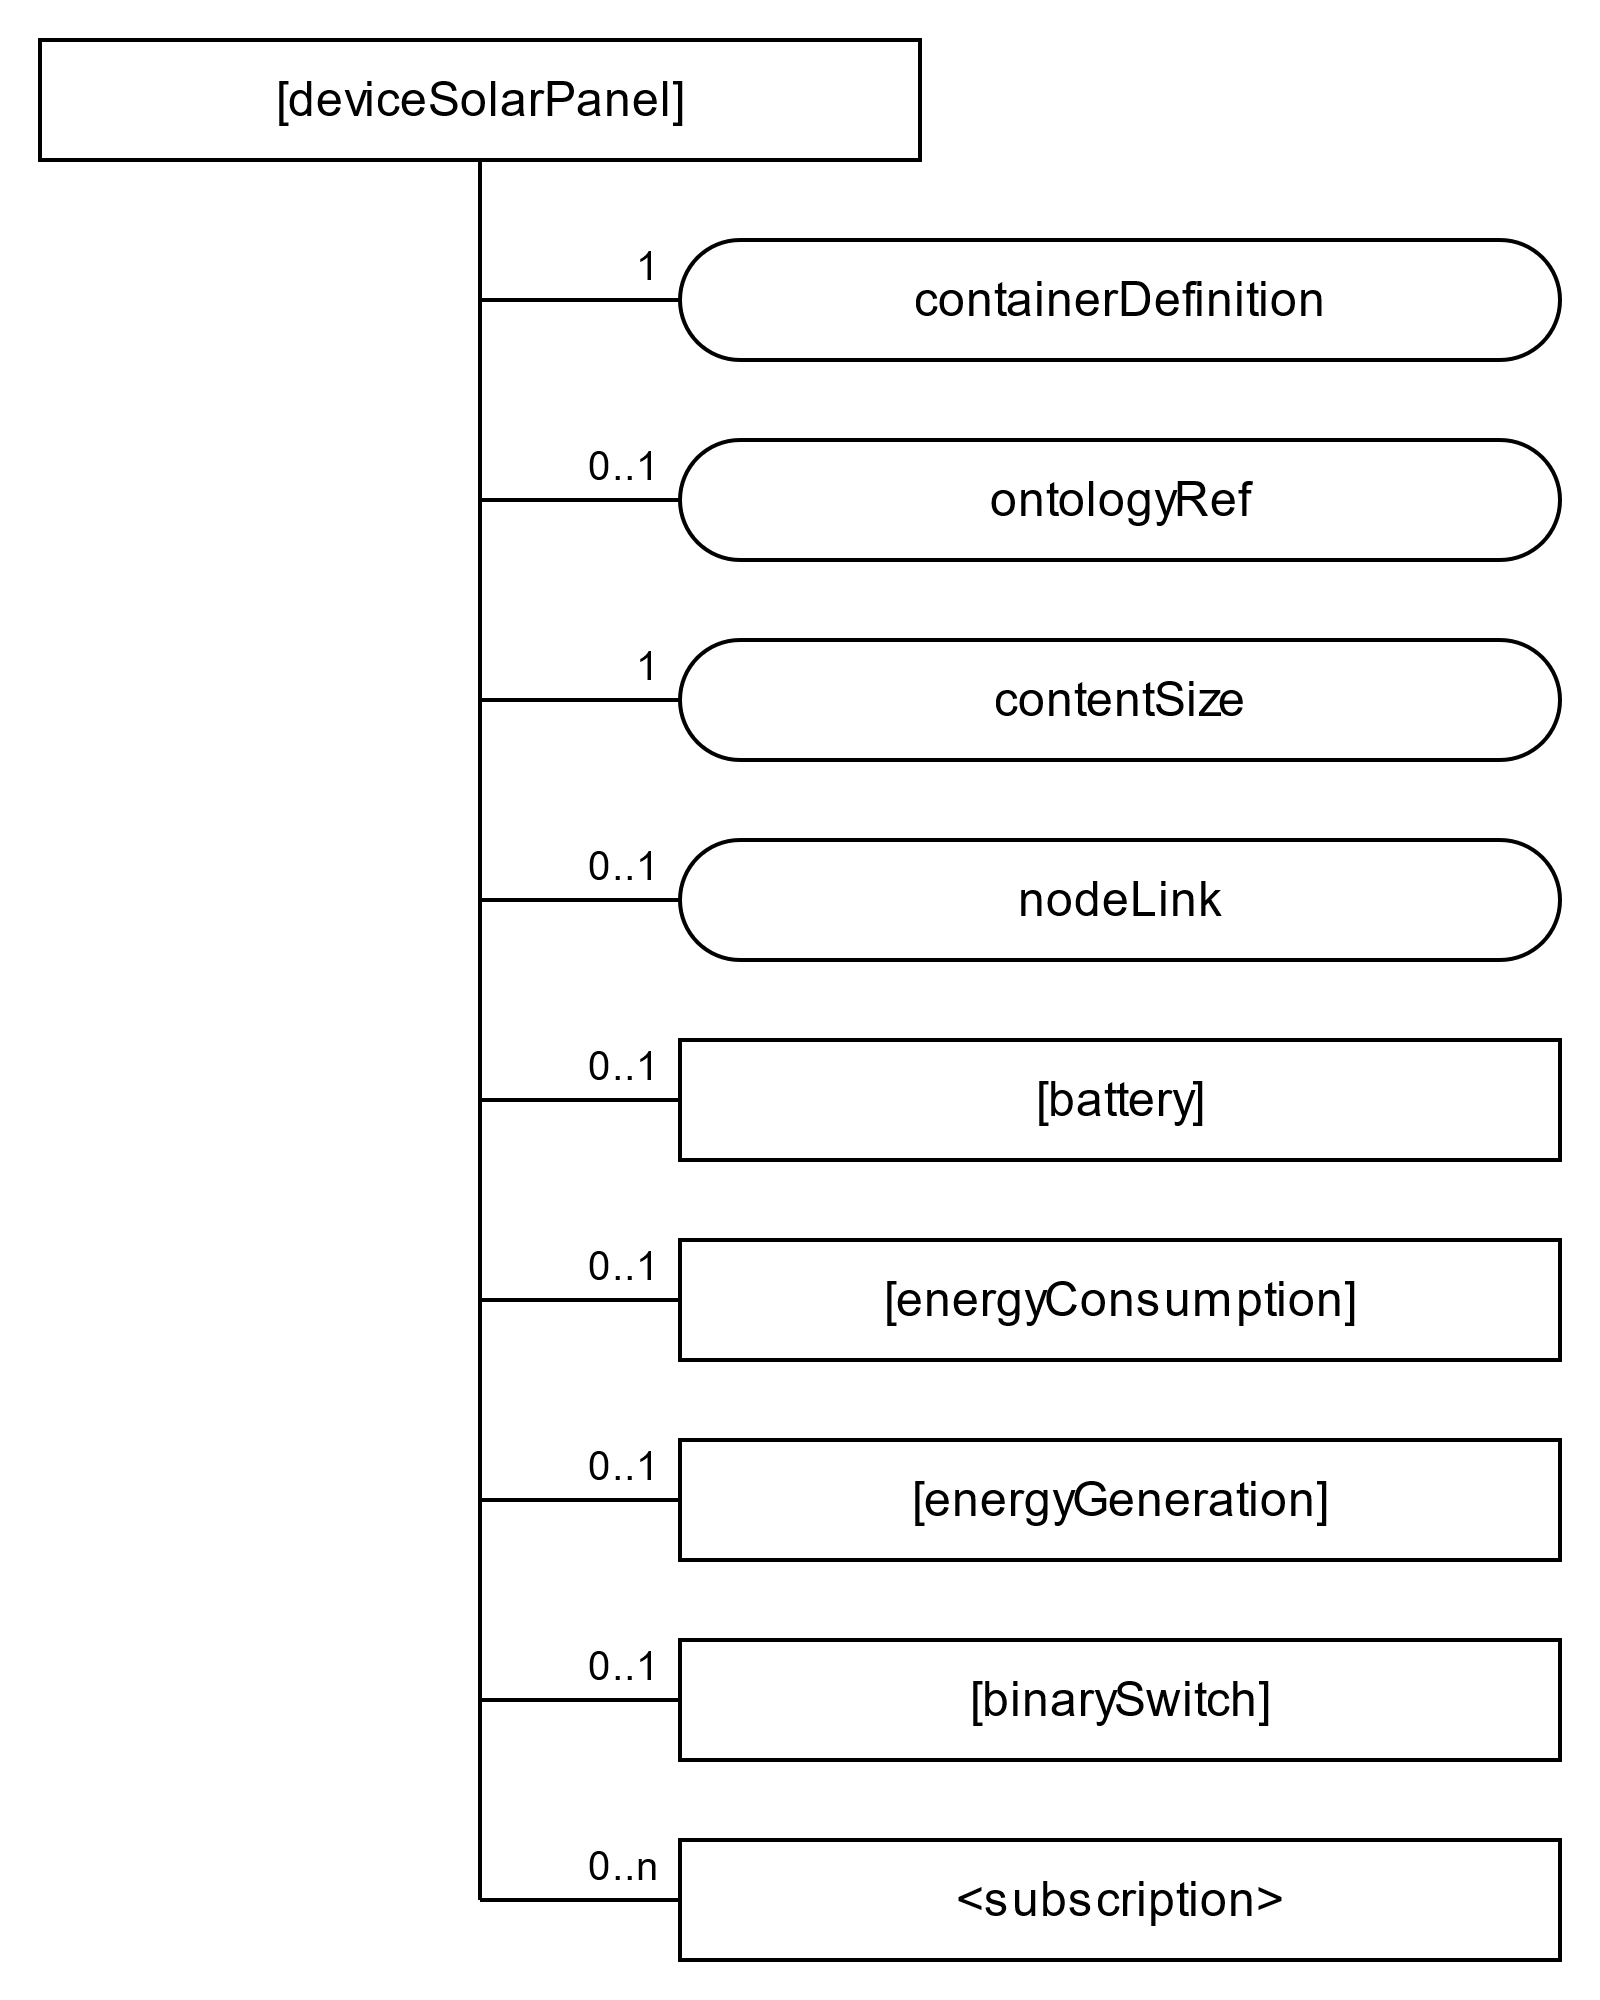 [deviceSolarPanel]
1
containerDefinition
0..1
ontologyRef
1
contentSize
0..1
nodeLink
0..1
[battery]
0..1
[energyConsumption]
0..1
[energyGeneration]
0..1
[binarySwitch]
0..n
<subscription>